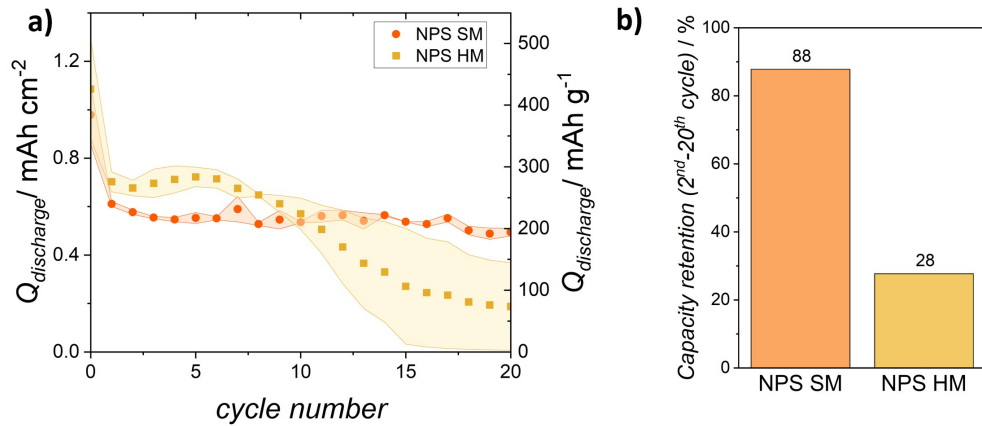 a)
NPS SM
NPS HM
1.2
0.8
0.4
0.0
Q_discharge / mAh cm⁻²
500
400
300
200
100
0
Q_discharge / mAh g⁻¹
0 5 10 15 20
cycle number
b)
100
80
60
40
20
0
Capacity retention (2ⁿᵈ-20ᵗʰ cycle) / %
88
28
NPS SM NPS HM